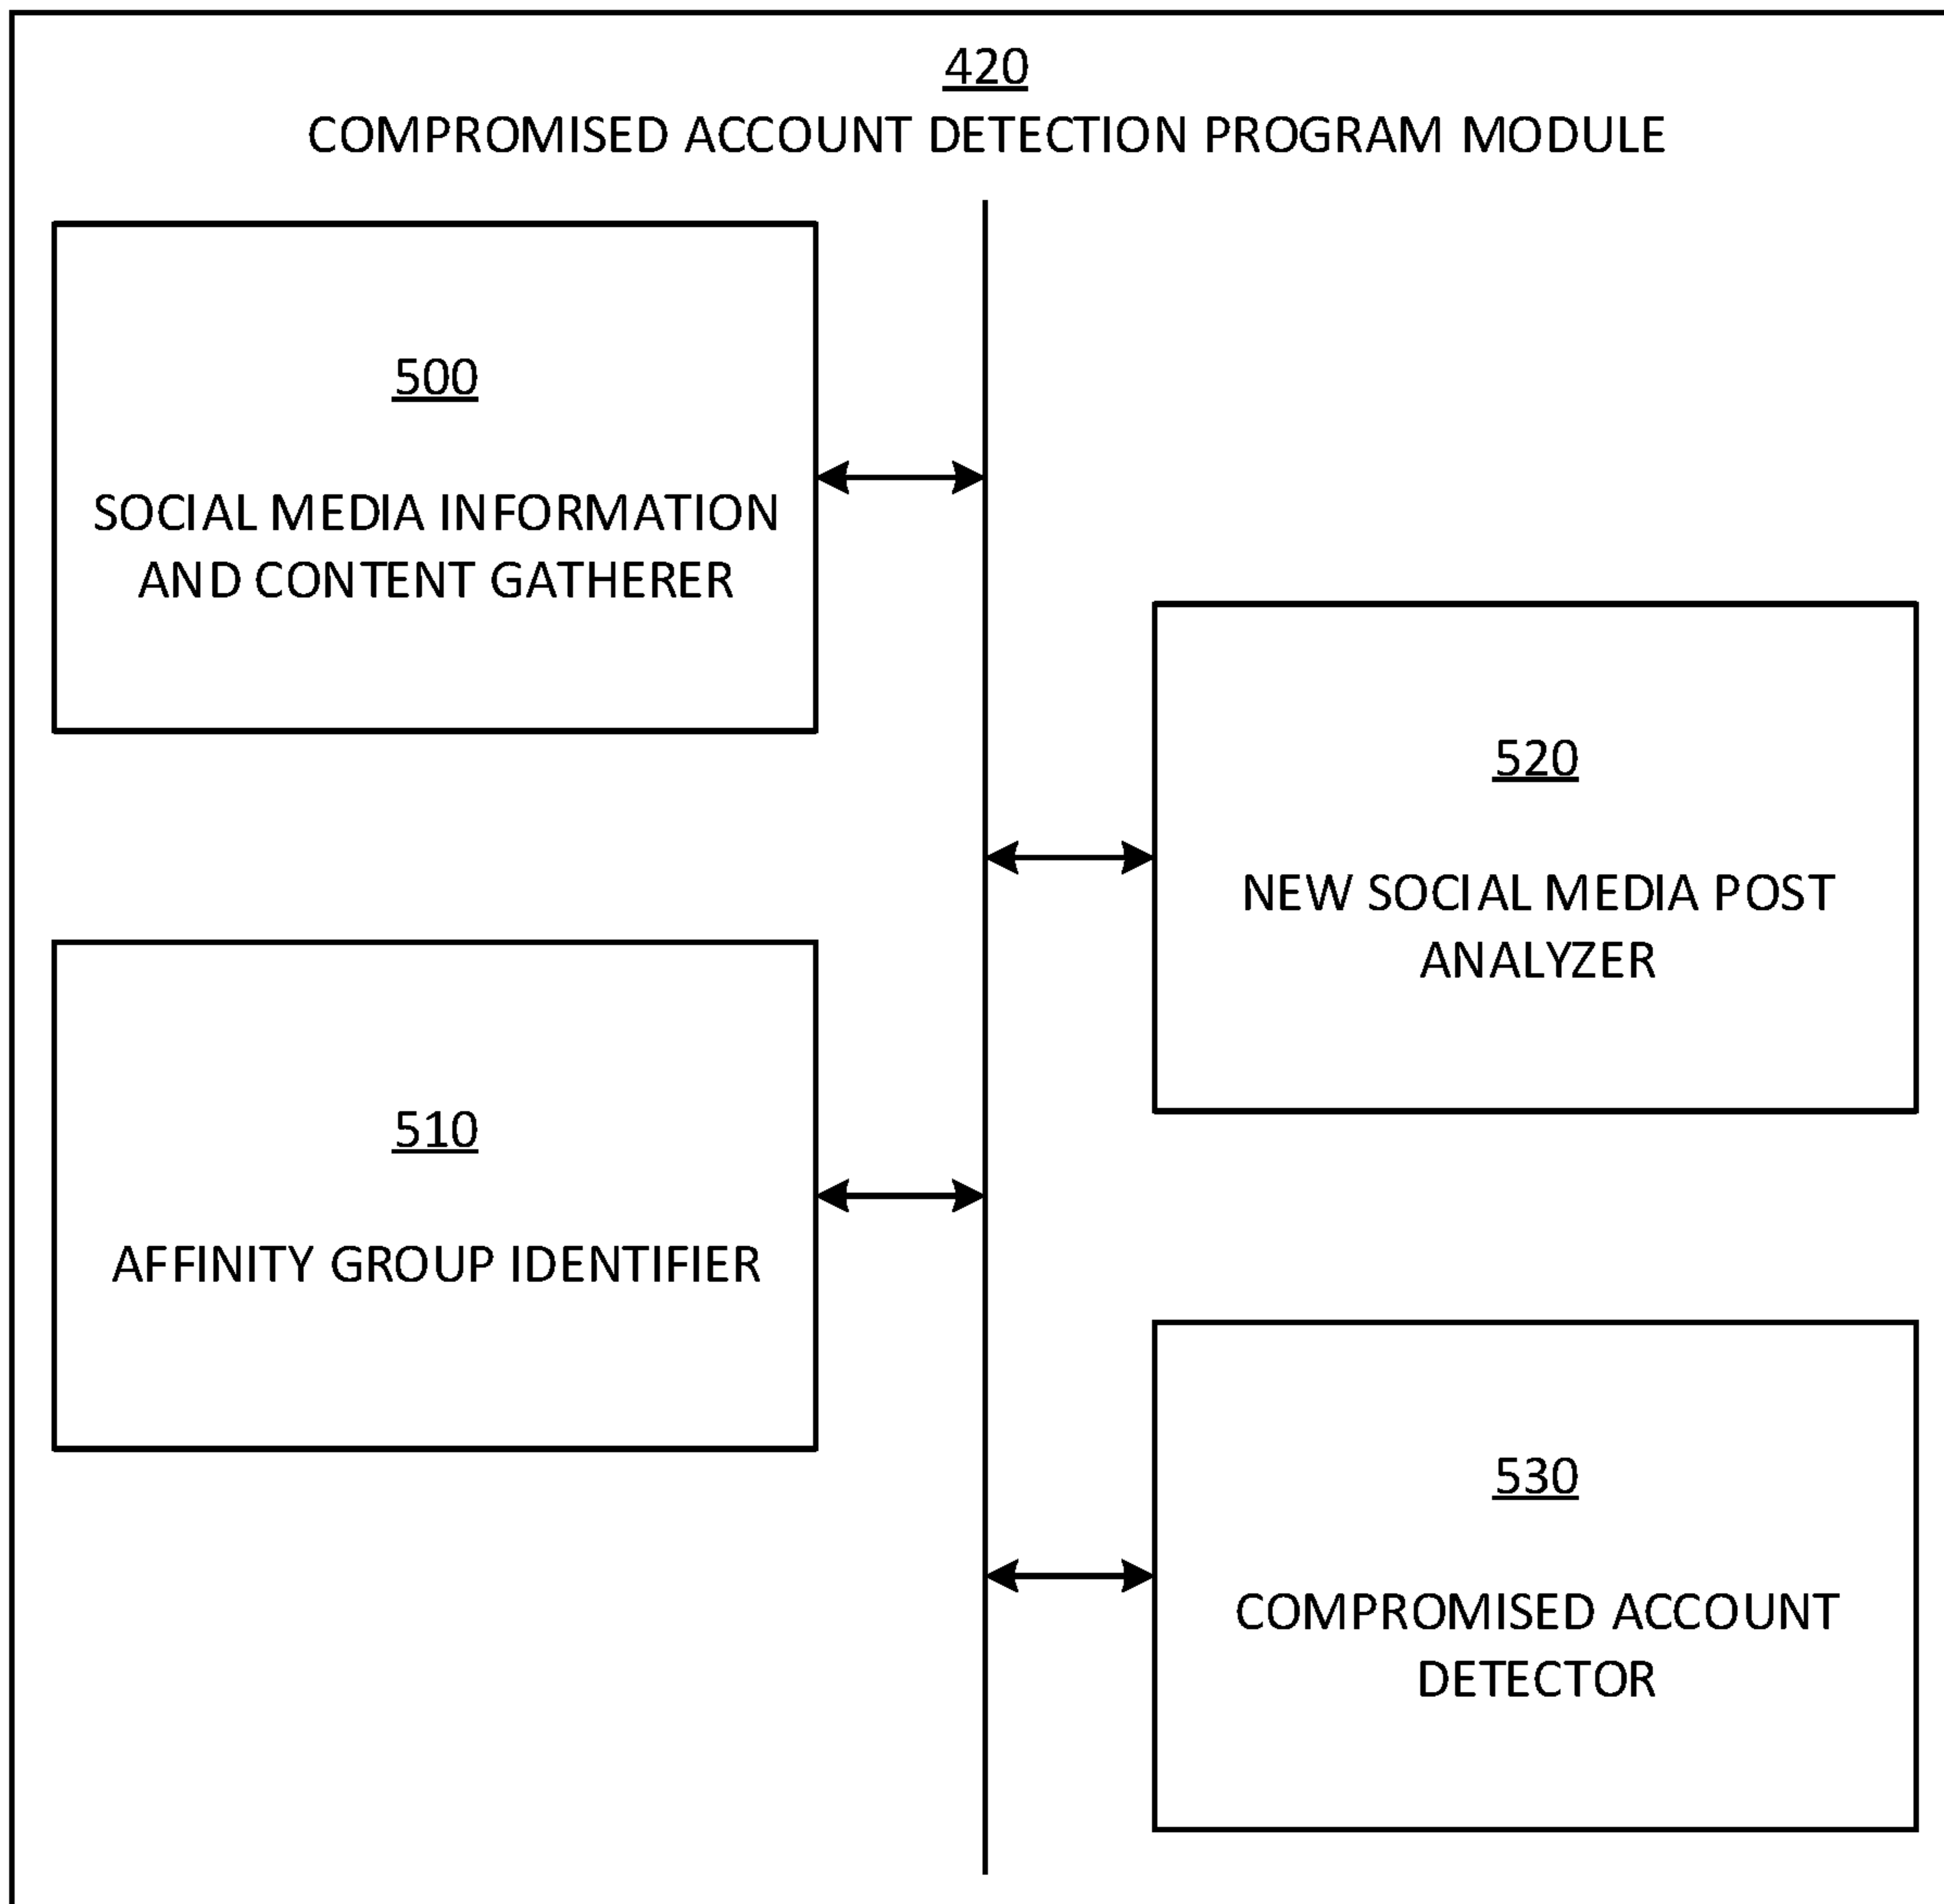 420
COMPROMISED ACCOUNT DETECTION PROGRAM MODULE
500
SOCIAL MEDIA INFORMATION
AND CONTENT GATHERER
520
NEW SOCIAL MEDIA POST
ANALYZER
510
AFFINITY GROUP IDENTIFIER
530
COMPROMISED ACCOUNT
DETECTOR